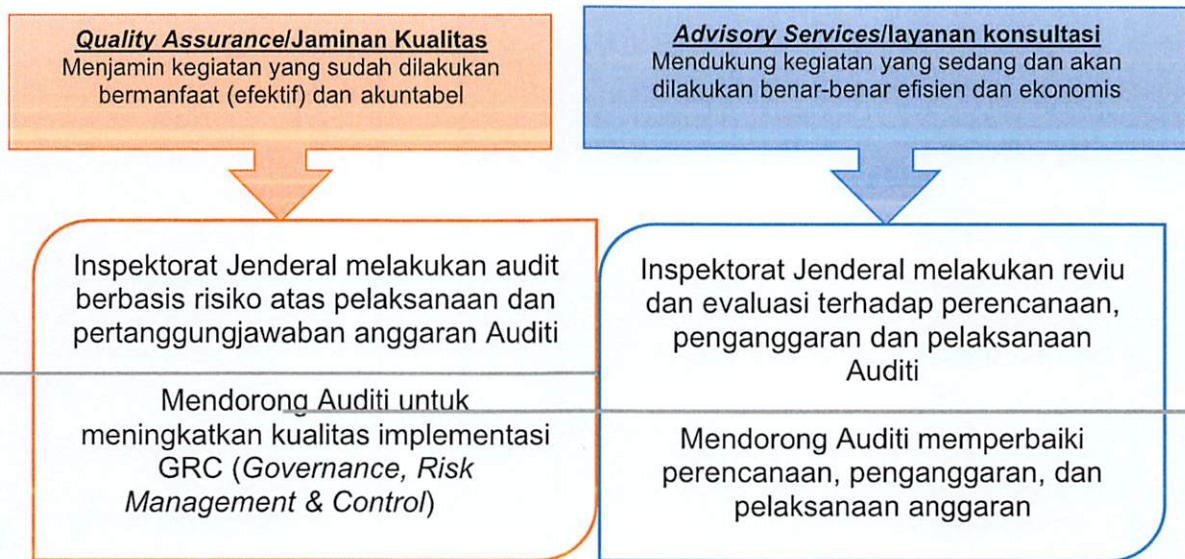 Quality Assurance/Jaminan Kualitas
Menjamin kegiatan yang sudah dilakukan
bermanfaat (efektif) dan akuntabel
Inspektorat Jenderal melakukan audit
berbasis risiko atas pelaksanaan dan
pertanggungjawaban anggaran Auditi
Mendorong Auditi untuk
meningkatkan kualitas implementasi
GRC (Governance, Risk
Management & Control)
Advisory Services/layanan konsultasi
Mendukung kegiatan yang sedang dan akan
dilakukan benar-benar efisien dan ekonomis
Inspektorat Jenderal melakukan reviu
dan evaluasi terhadap perencanaan,
penganggaran dan pelaksanaan
Auditi
Mendorong Auditi memperbaiki
perencanaan, penganggaran, dan
pelaksanaan anggaran